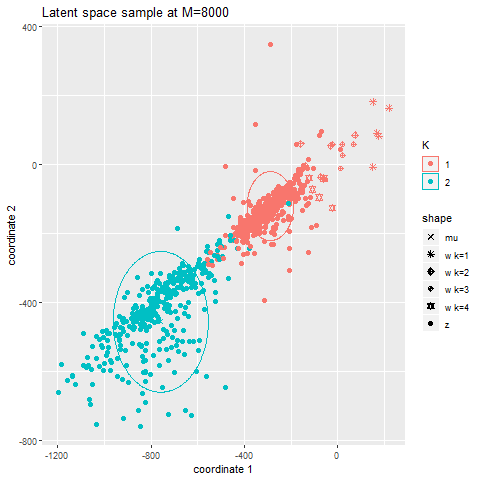 Latent space sample at M=8000
400
0
-400
-800
coordinate 2
-1200
-800
-400
0
coordinate 1
K
1
2
shape
mu
w k=1
w k=2
w k=3
w k=4
z